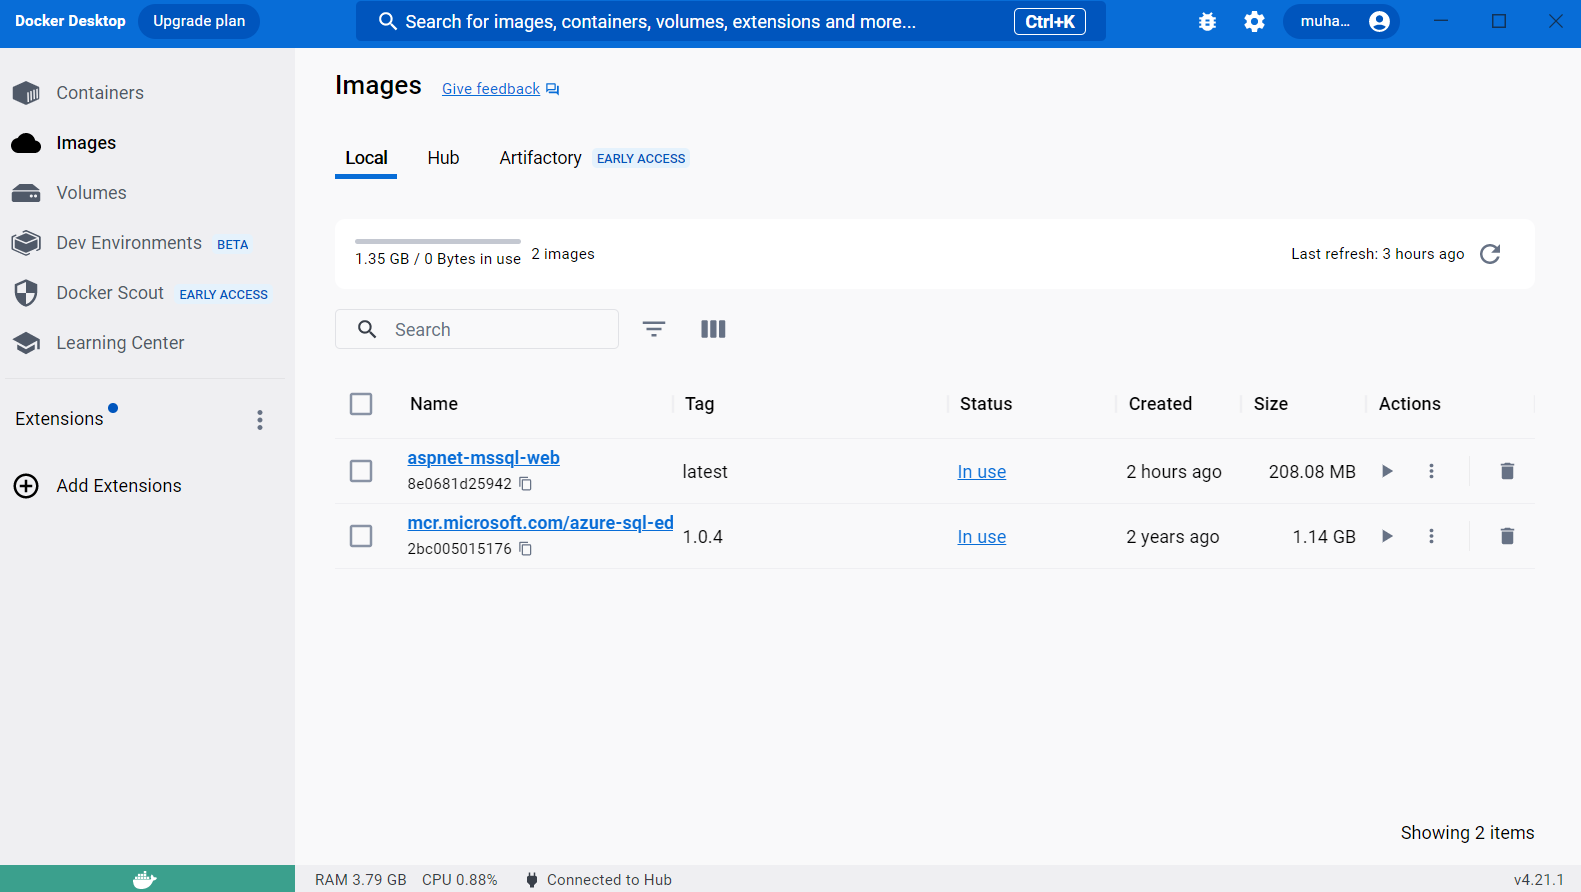 Docker Desktop Upgrade plan Search for images, containers, volumes, extensions and more... Ctrl+K muha...
Containers
Images
Volumes
Dev Environments BETA
Docker Scout EARLY ACCESS
Learning Center
Extensions
Add Extensions
Images Give feedback
Local Hub Artifactory EARLY ACCESS
1.35 GB / 0 Bytes in use 2 images Last refresh: 3 hours ago
Search
Name Tag Status Created Size Actions
aspnet-mssql-web
8e0681d25942
latest In use 2 hours ago 208.08 MB
mcr.microsoft.com/azure-sql-ed
2bc005015176
1.0.4 In use 2 years ago 1.14 GB
Showing 2 items
RAM 3.79 GB CPU 0.88% Connected to Hub v4.21.1